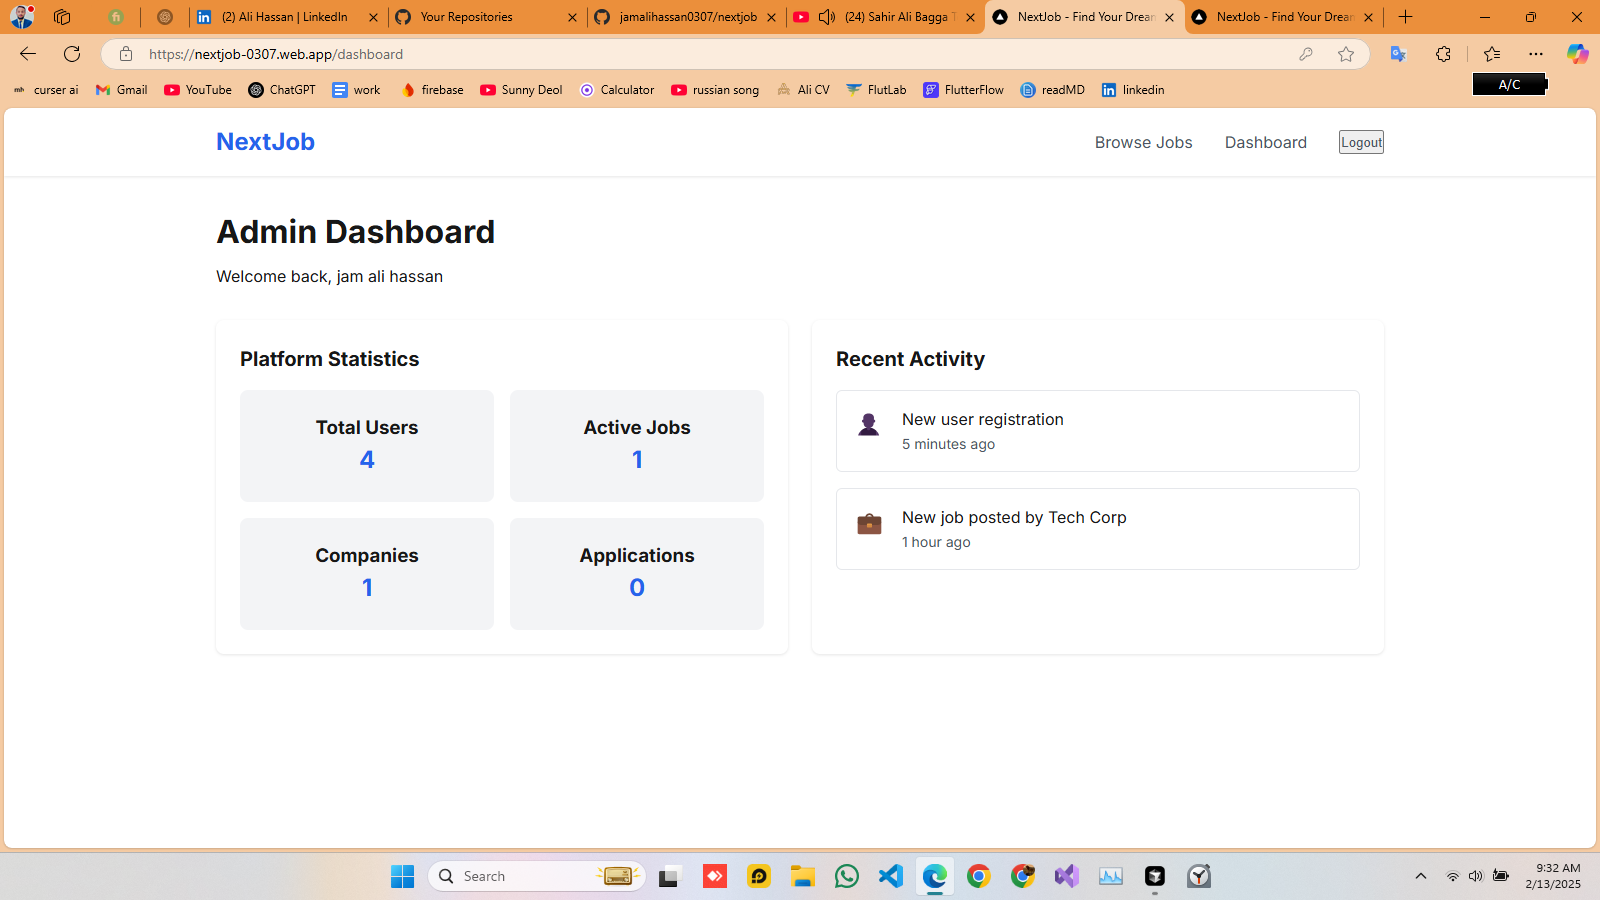 (2) Ali Hassan | LinkedIn
Your Repositories
jamalihassan0307/nextjob
(24) Sahir Ali Bagga
NextJob - Find Your Dream
NextJob - Find Your Dream
https://nextjob-0307.web.app/dashboard
A/C
curser ai
Gmail
YouTube
ChatGPT
work
firebase
Sunny Deol
Calculator
russian song
Ali CV
FlutLab
FlutterFlow
readMD
linkedin
NextJob
Browse Jobs
Dashboard
Logout
Admin Dashboard
Welcome back, jam ali hassan
Platform Statistics
Total Users
4
Active Jobs
1
Companies
1
Applications
0
Recent Activity
New user registration
5 minutes ago
New job posted by Tech Corp
1 hour ago
Search
9:32 AM
2/13/2025